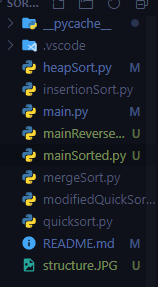 SOR...
__pycache__
.vscode
heapSort.py M
insertionSort.py
main.py M
mainReverse... U
mainSorted.py U
mergeSort.py
modifiedQuickSor...
quicksort.py
README.md M
structure.JPG U